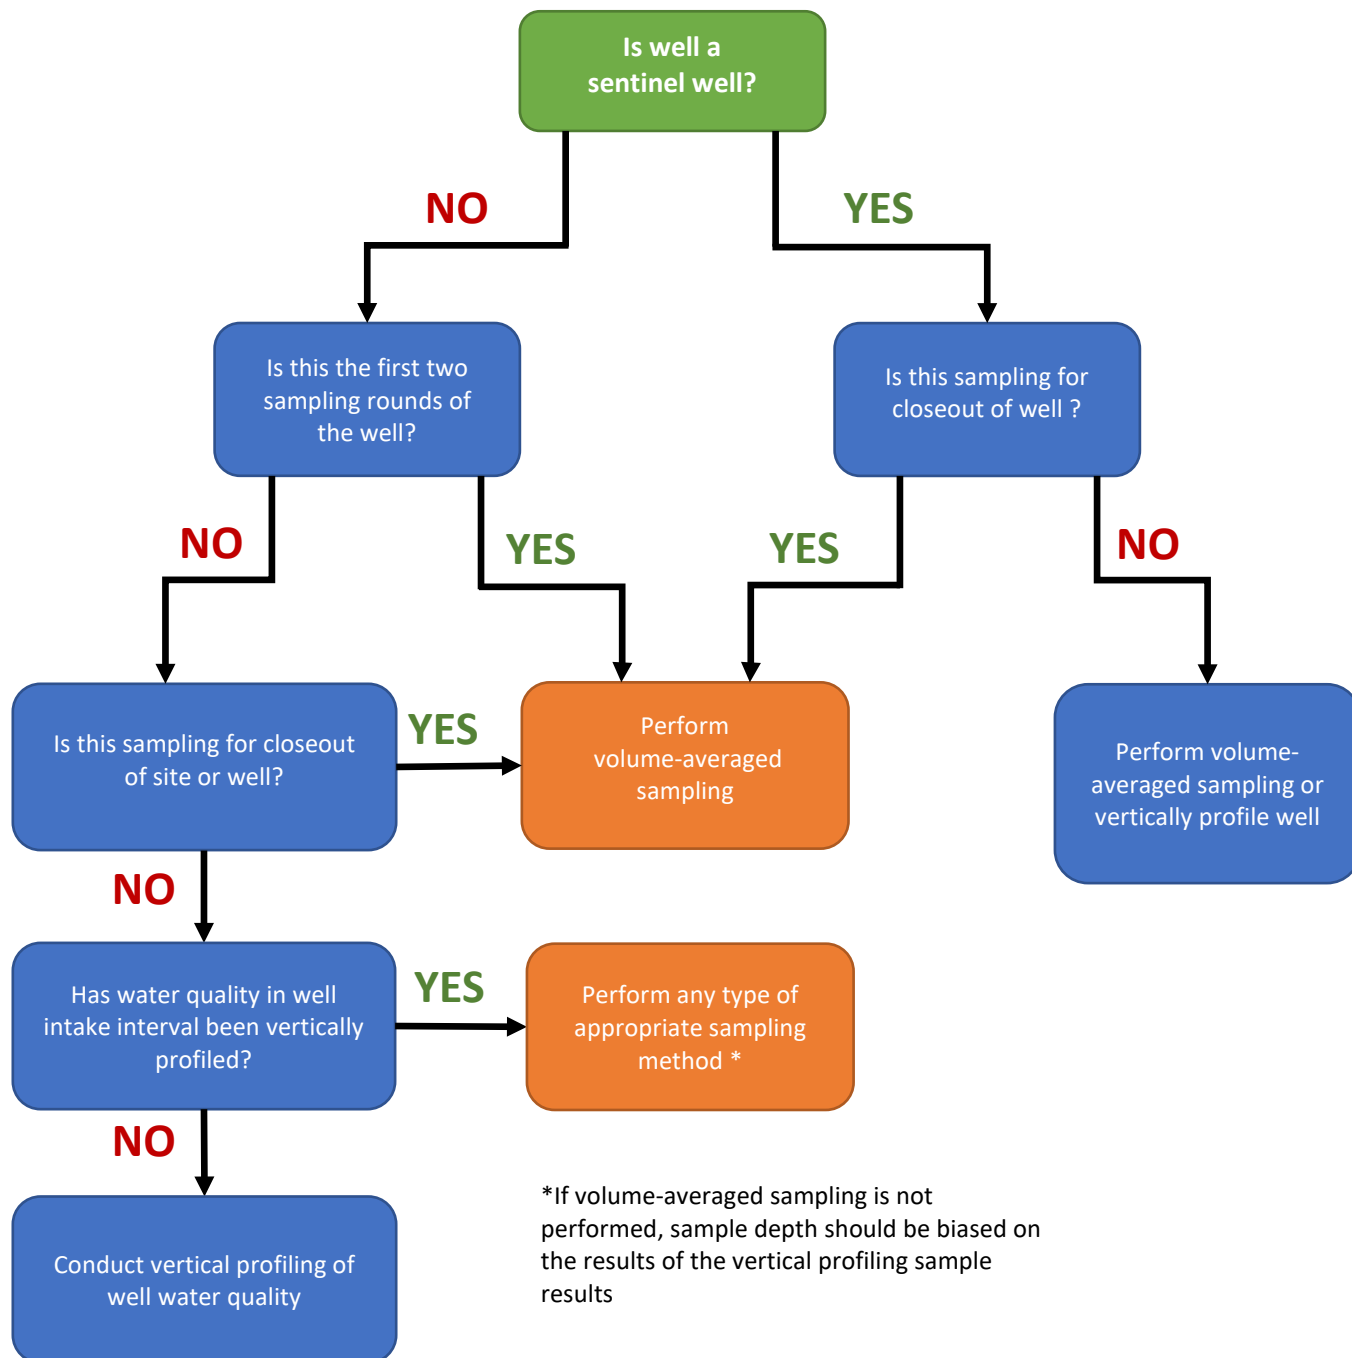 Is well a
sentinel well?
NO
YES
Is this the first two
sampling rounds of
the well?
Is this sampling for
closeout of well ?
NO
YES
YES
NO
Is this sampling for closeout
of site or well?
YES
Perform
volume-averaged
sampling
Perform volume-
averaged sampling or
vertically profile well
NO
Has water quality in well
intake interval been vertically
profiled?
YES
Perform any type of
appropriate sampling
method *
NO
Conduct vertical profiling of
well water quality
*If volume-averaged sampling is not
performed, sample depth should be biased on
the results of the vertical profiling sample
results